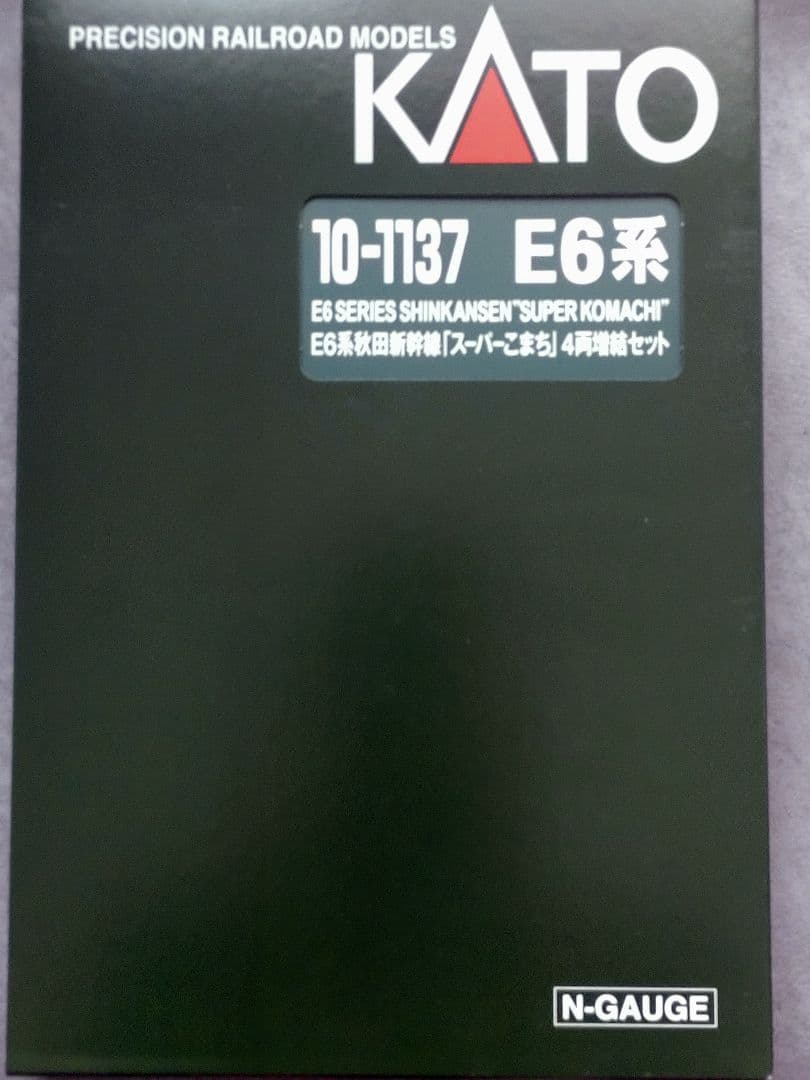 PRECISION RAILROAD MODELS
KATO
10-1137 E6系
E6 SERIES SHINKANSEN"SUPER KOMACHI"
E6系秋田新幹線「スーパーこまち」4両増結セット
N-GAUGE